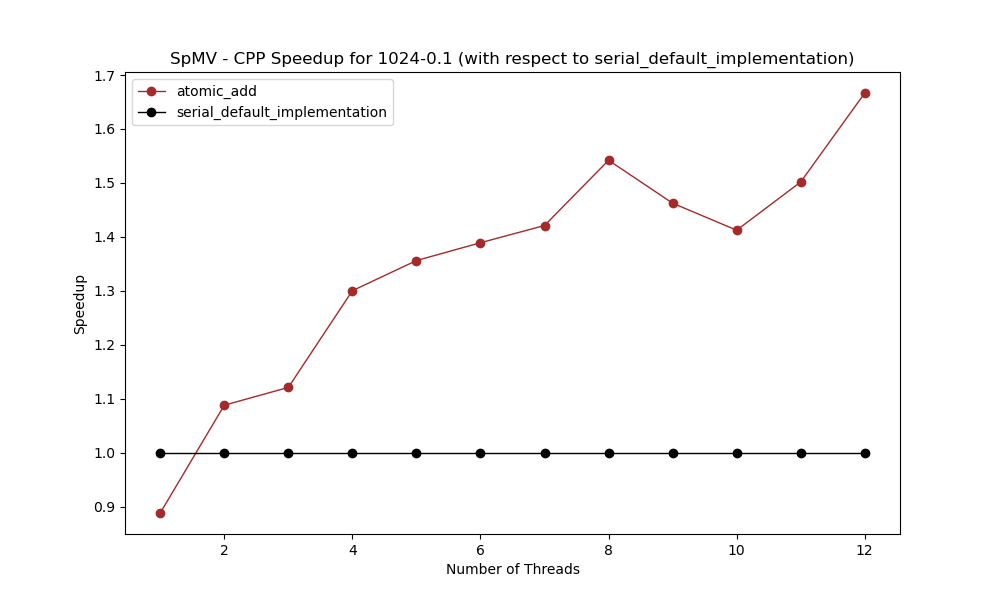 SpMV - CPP Speedup for 1024-0.1 (with respect to serial_default_implementation)
atomic_add
serial_default_implementation
Speedup
1.7
1.6
1.5
1.4
1.3
1.2
1.1
1.0
0.9
2 4 6 8 10 12
Number of Threads